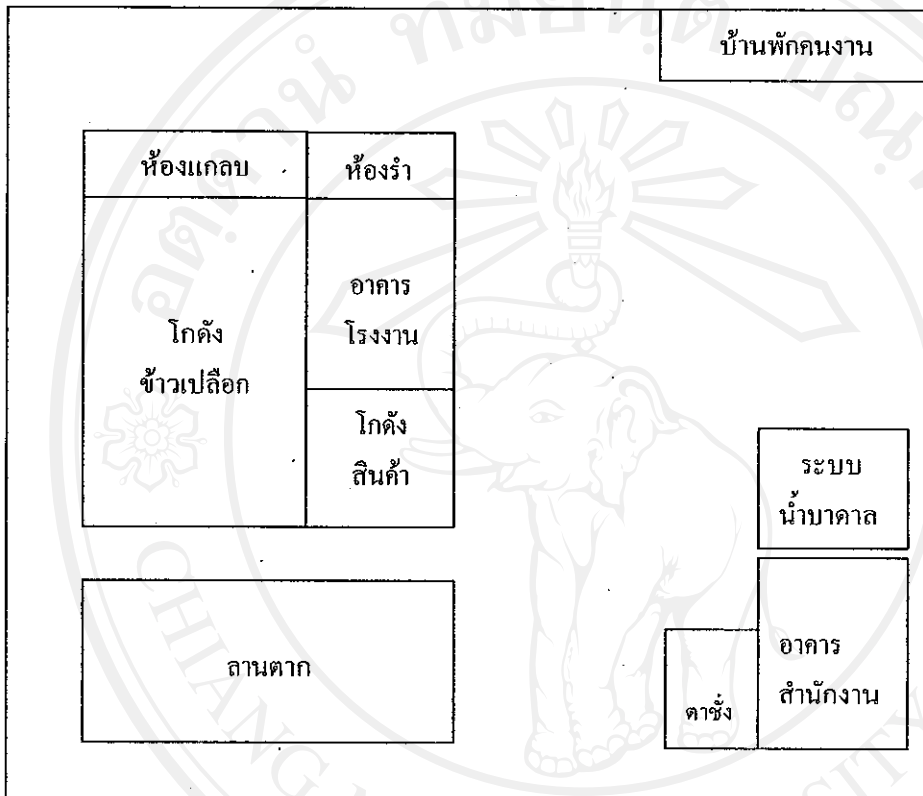 บ้านพักคนงาน
ห้องแกลบ
ห้องรำ
อาคาร
โรงงาน
โกดัง
ข้าวเปลือก
โกดัง
สินค้า
ระบบ
น้ำบาดาล
ลานตาก
อาคาร
สำนักงาน
ตาชั่ง